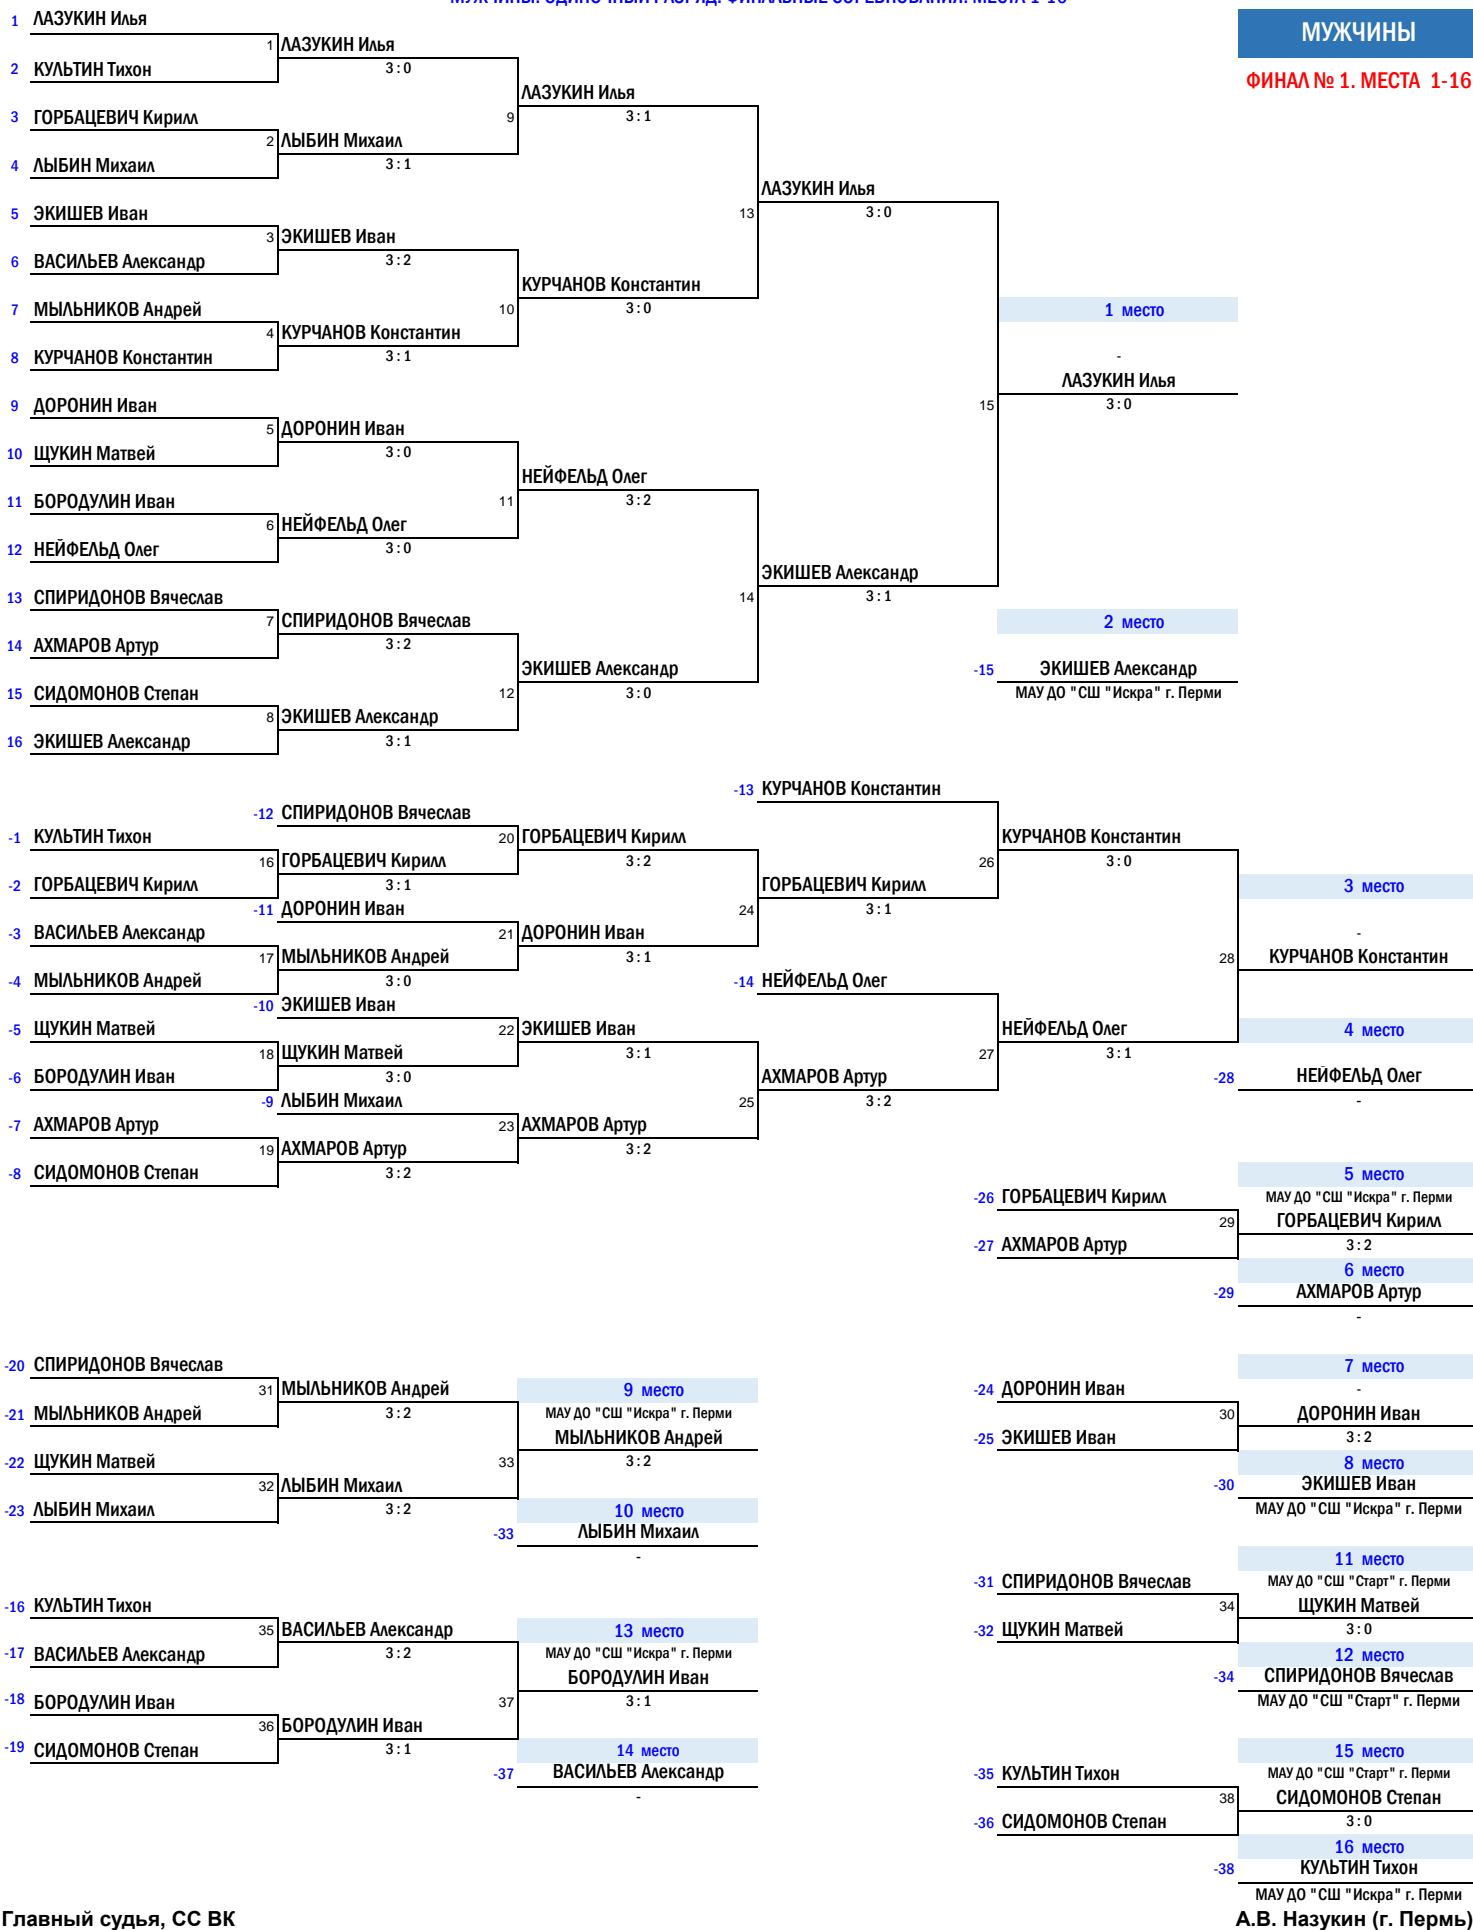 МУЖЧИНЫ. ОДИНОЧНЫЙ РАЗРЯД. ФИНАЛЬНЫЕ СОРЕВНОВАНИЯ. МЕСТА 1-16
МУЖЧИНЫ
ФИНАЛ № 1. МЕСТА 1-16
1 ЛАЗУКИН Илья
1 ЛАЗУКИН Илья
2 КУЛЬТИН Тихон
3 : 0
ЛАЗУКИН Илья
3 ГОРБАЦЕВИЧ Кирилл
9
3 : 1
2 ЛЫБИН Михаил
4 ЛЫБИН Михаил
3 : 1
ЛАЗУКИН Илья
5 ЭКИШЕВ Иван
13
3 : 0
3 ЭКИШЕВ Иван
6 ВАСИЛЬЕВ Александр
3 : 2
КУРЧАНОВ Константин
7 МЫЛЬНИКОВ Андрей
10
3 : 0
1 место
4 КУРЧАНОВ Константин
8 КУРЧАНОВ Константин
3 : 1
-
ЛАЗУКИН Илья
9 ДОРОНИН Иван
15
3 : 0
5 ДОРОНИН Иван
10 ЩУКИН Матвей
3 : 0
НЕЙФЕЛЬД Олег
11 БОРОДУЛИН Иван
11
3 : 2
6 НЕЙФЕЛЬД Олег
12 НЕЙФЕЛЬД Олег
3 : 0
ЭКИШЕВ Александр
13 СПИРИДОНОВ Вячеслав
14
3 : 1
7 СПИРИДОНОВ Вячеслав
2 место
14 АХМАРОВ Артур
3 : 2
ЭКИШЕВ Александр
-15 ЭКИШЕВ Александр
15 СИДОМОНОВ Степан
12
3 : 0
МАУ ДО "СШ "Искра" г. Перми
8 ЭКИШЕВ Александр
16 ЭКИШЕВ Александр
3 : 1
-13 КУРЧАНОВ Константин
-12 СПИРИДОНОВ Вячеслав
-1 КУЛЬТИН Тихон
20 ГОРБАЦЕВИЧ Кирилл
КУРЧАНОВ Константин
16 ГОРБАЦЕВИЧ Кирилл
3 : 2
26
3 : 0
-2 ГОРБАЦЕВИЧ Кирилл
3 : 1
ГОРБАЦЕВИЧ Кирилл
3 место
-11 ДОРОНИН Иван
24
3 : 1
-3 ВАСИЛЬЕВ Александр
21 ДОРОНИН Иван
-
17 МЫЛЬНИКОВ Андрей
3 : 1
28 КУРЧАНОВ Константин
-4 МЫЛЬНИКОВ Андрей
3 : 0
-14 НЕЙФЕЛЬД Олег
-10 ЭКИШЕВ Иван
-5 ЩУКИН Матвей
22 ЭКИШЕВ Иван
НЕЙФЕЛЬД Олег
4 место
18 ЩУКИН Матвей
3 : 1
27
3 : 1
-6 БОРОДУЛИН Иван
3 : 0
АХМАРОВ Артур
-28 НЕЙФЕЛЬД Олег
-9 ЛЫБИН Михаил
25
3 : 2
-
-7 АХМАРОВ Артур
23 АХМАРОВ Артур
19 АХМАРОВ Артур
3 : 2
-8 СИДОМОНОВ Степан
3 : 2
5 место
-26 ГОРБАЦЕВИЧ Кирилл
МАУ ДО "СШ "Искра" г. Перми
29 ГОРБАЦЕВИЧ Кирилл
-27 АХМАРОВ Артур
3 : 2
6 место
-29 АХМАРОВ Артур
-
-20 СПИРИДОНОВ Вячеслав
7 место
31 МЫЛЬНИКОВ Андрей
9 место
-24 ДОРОНИН Иван
-
-21 МЫЛЬНИКОВ Андрей
3 : 2
МАУ ДО "СШ "Искра" г. Перми
30 ДОРОНИН Иван
МЫЛЬНИКОВ Андрей
-25 ЭКИШЕВ Иван
3 : 2
-22 ЩУКИН Матвей
33
3 : 2
8 место
32 ЛЫБИН Михаил
-30 ЭКИШЕВ Иван
-23 ЛЫБИН Михаил
3 : 2
10 место
МАУ ДО "СШ "Искра" г. Перми
-33 ЛЫБИН Михаил
-
11 место
-31 СПИРИДОНОВ Вячеслав
МАУ ДО "СШ "Старт" г. Перми
-16 КУЛЬТИН Тихон
34 ЩУКИН Матвей
35 ВАСИЛЬЕВ Александр
13 место
-32 ЩУКИН Матвей
3 : 0
-17 ВАСИЛЬЕВ Александр
3 : 2
МАУ ДО "СШ "Искра" г. Перми
12 место
БОРОДУЛИН Иван
-34 СПИРИДОНОВ Вячеслав
-18 БОРОДУЛИН Иван
37
3 : 1
МАУ ДО "СШ "Старт" г. Перми
36 БОРОДУЛИН Иван
-19 СИДОМОНОВ Степан
3 : 1
14 место
15 место
-37 ВАСИЛЬЕВ Александр
-35 КУЛЬТИН Тихон
МАУ ДО "СШ "Старт" г. Перми
-
38 СИДОМОНОВ Степан
-36 СИДОМОНОВ Степан
3 : 0
16 место
-38 КУЛЬТИН Тихон
МАУ ДО "СШ "Искра" г. Перми
Главный судья, СС ВК
А.В. Назукин (г. Пермь)